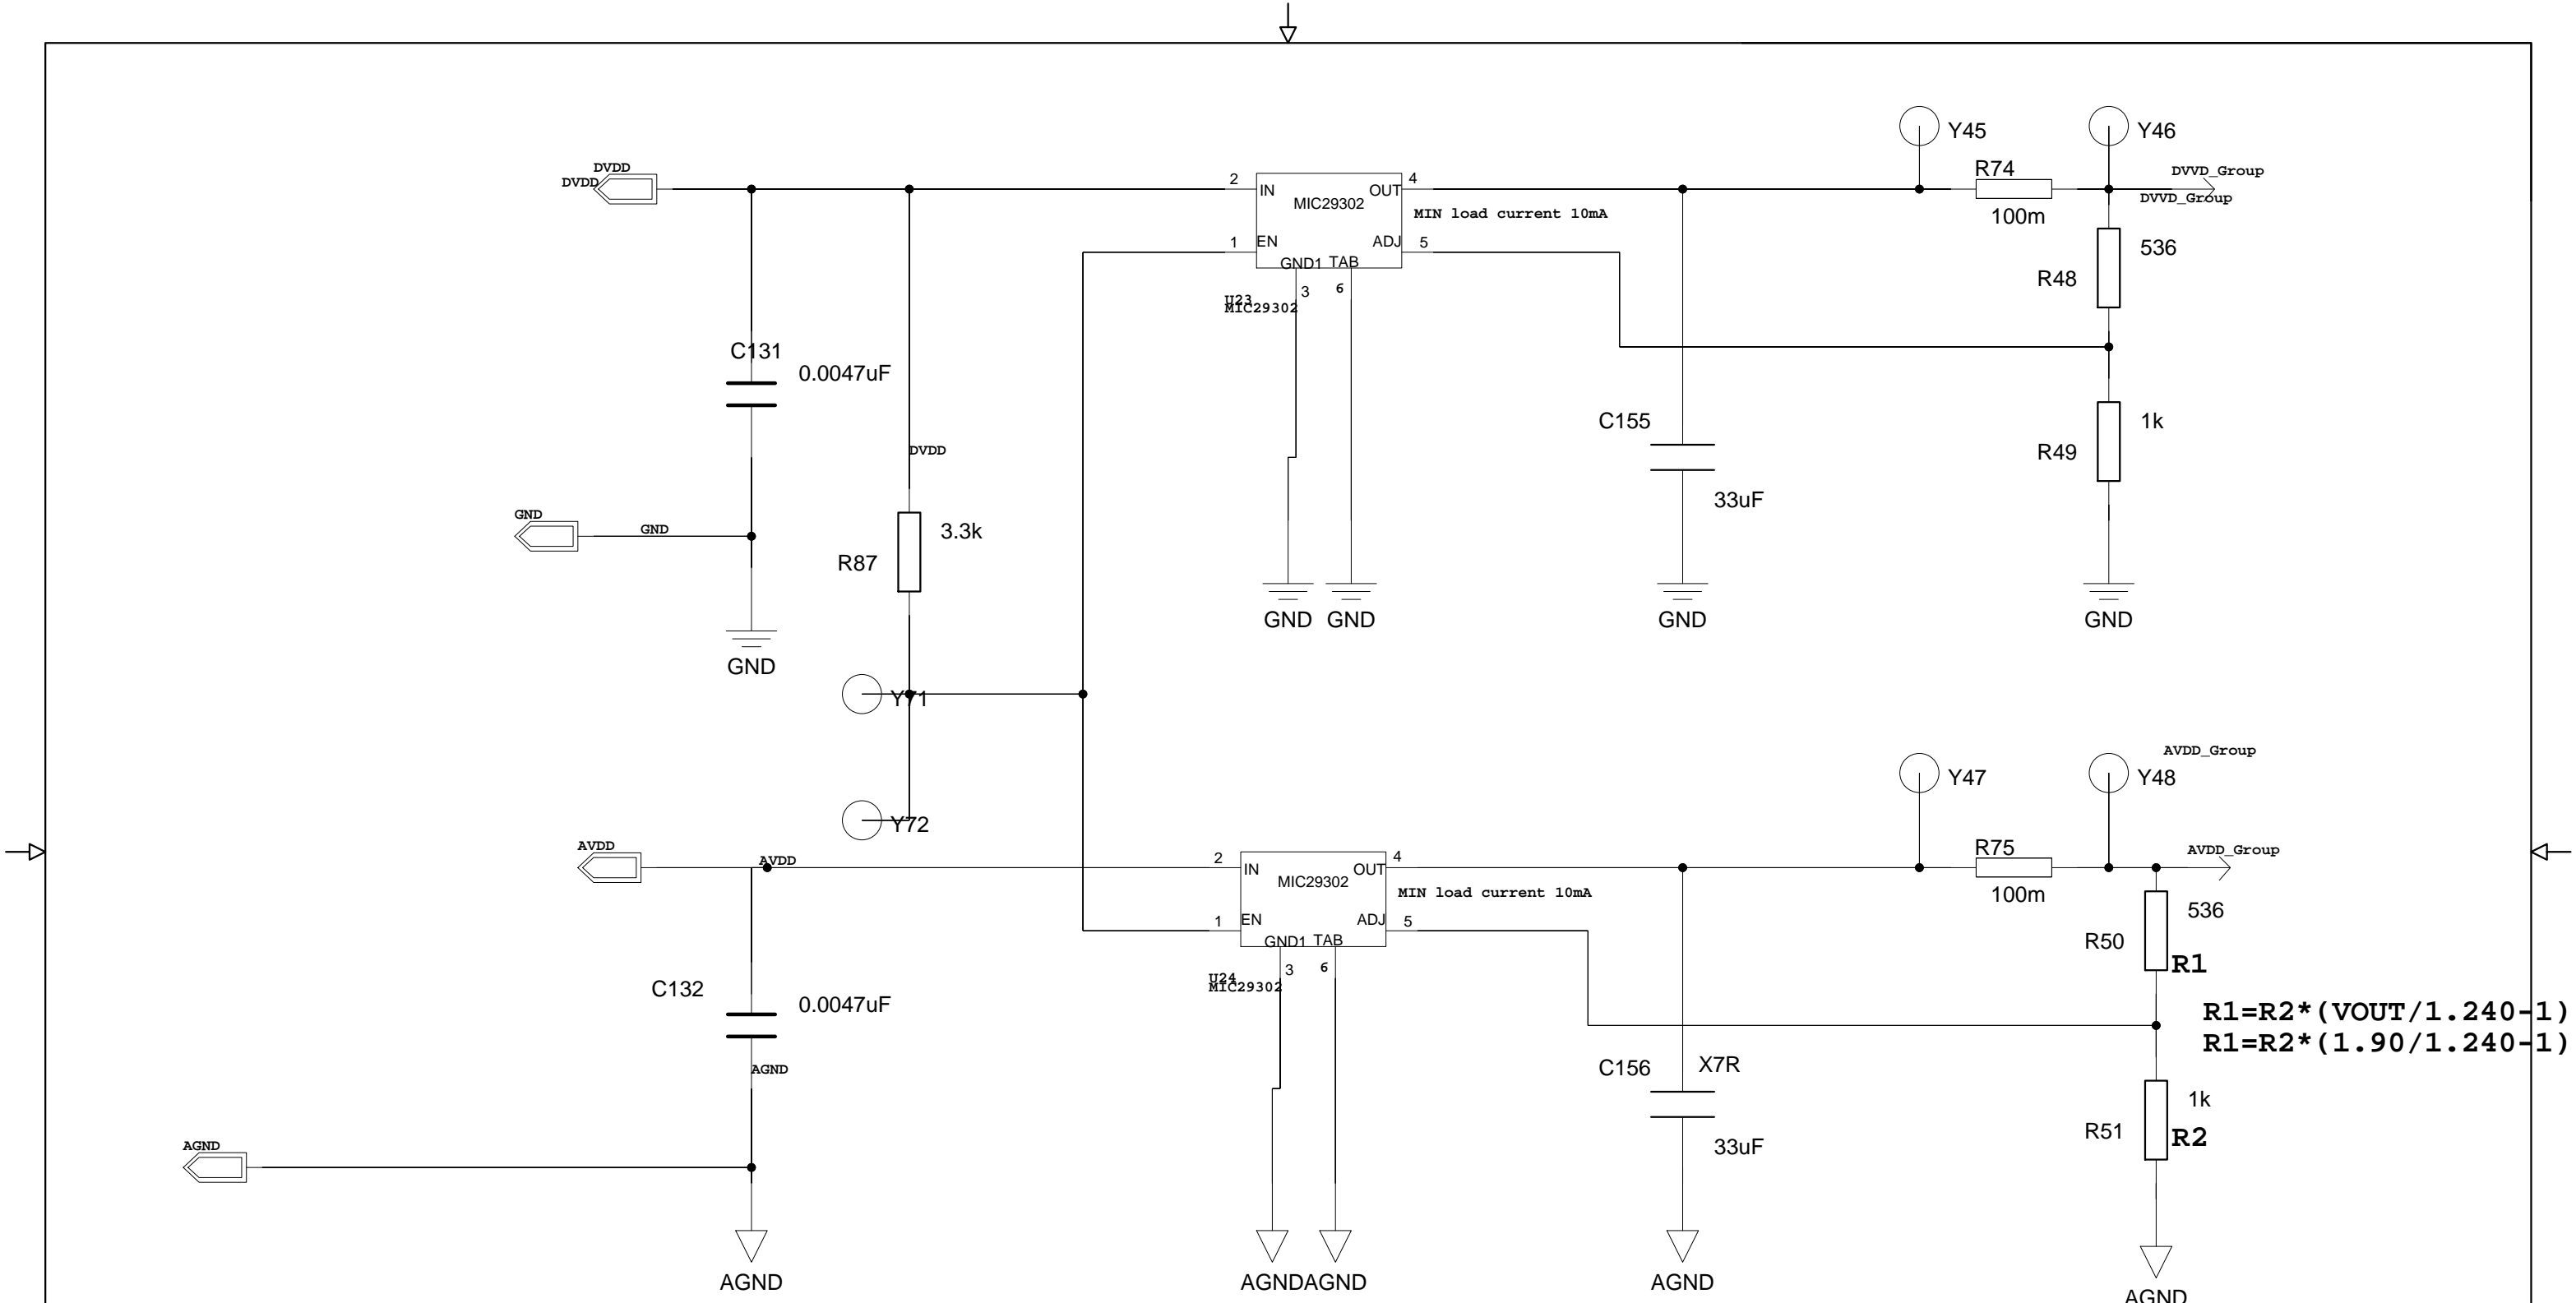 Y45
Y46
DVDD
DVDD
R74
DVVD_Group
DVVD_Group
2
IN
OUT
4
MIC29302
MIN load current 10mA
100m
1
EN
ADJ
5
536
GND1
TAB
R48
3
6
U23
MIC29302
C131
0.0047uF
C155
1k
DVDD
R49
33uF
GND
GND
3.3k
R87
GND
GND
GND
GND
GND
Y71
AVDD_Group
Y47
Y48
Y72
AVDD
AVDD
R75
AVDD_Group
2
IN
OUT
4
MIC29302
MIN load current 10mA
100m
536
1
EN
ADJ
5
GND1
TAB
R50
R1
3
6
U24
MIC29302
C132
0.0047uF
R1=R2*(VOUT/1.240-1)
R1=R2*(1.90/1.240-1)
AGND
C156
X7R
1k
R51
R2
33uF
AGND
AGND
AGND
AGND
AGND
AGND